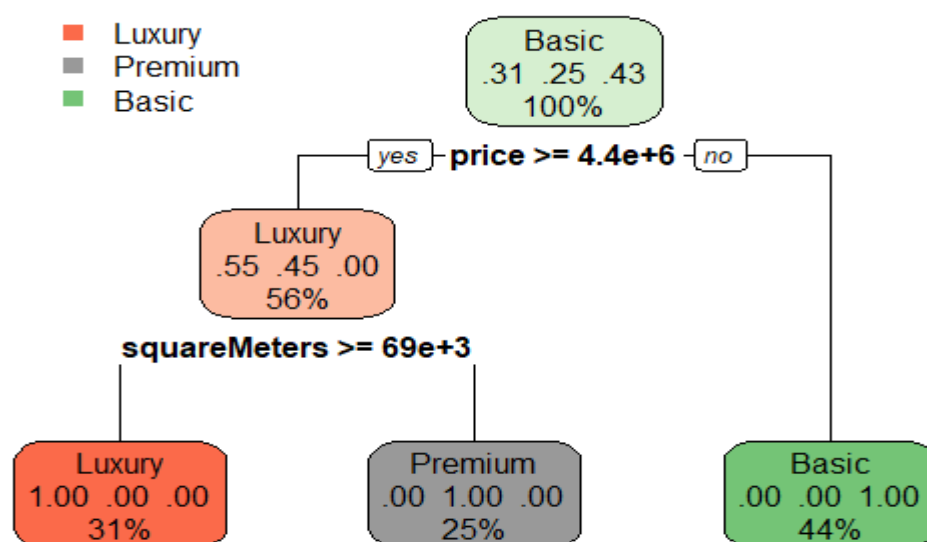 Luxury
Premium
Basic
Basic
.31 .25 .43
100%
yes price >= 4.4e+6 no
Luxury
.55 .45 .00
56%
squareMeters >= 69e+3
Luxury
1.00 .00 .00
31%
Premium
.00 1.00 .00
25%
Basic
.00 .00 1.00
44%